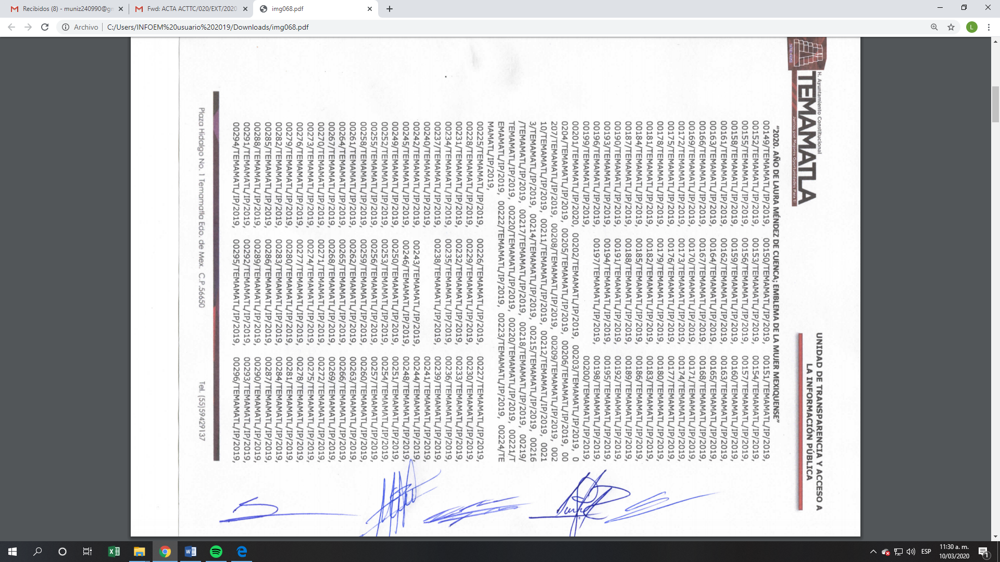 Recibidos (8) - muniz240990@gm
Fwd: ACTA ACTTC/020/EXT/2020
img068.pdf
Archivo
C:/Users/INFOEM%20usuario%202019/Downloads/img068.pdf
L
H. Ayuntamiento Constitucional
TEMAMATLA
Juntos por Mejores Oportunidades Para ti
UNIDAD DE TRANSPARENCIA Y ACCESO A
LA INFORMACIÓN PÚBLICA
"2020. AÑO DE LAURA MÉNDEZ DE CUENCA; EMBLEMA DE LA MUJER MEXIQUENSE"
00149/TEMAMATL/IP/2019, 00150/TEMAMATL/IP/2019, 00151/TEMAMATL/IP/2019,
00152/TEMAMATL/IP/2019, 00153/TEMAMATL/IP/2019, 00154/TEMAMATL/IP/2019,
00155/TEMAMATL/IP/2019, 00156/TEMAMATL/IP/2019, 00157/TEMAMATL/IP/2019,
00158/TEMAMATL/IP/2019, 00159/TEMAMATL/IP/2019, 00160/TEMAMATL/IP/2019,
00161/TEMAMATL/IP/2019, 00162/TEMAMATL/IP/2019, 00163/TEMAMATL/IP/2019,
00163/TEMAMATL/IP/2019, 00164/TEMAMATL/IP/2019, 00165/TEMAMATL/IP/2019,
00166/TEMAMATL/IP/2019, 00167/TEMAMATL/IP/2019, 00168/TEMAMATL/IP/2019,
00169/TEMAMATL/IP/2019, 00170/TEMAMATL/IP/2019, 00171/TEMAMATL/IP/2019,
00172/TEMAMATL/IP/2019, 00173/TEMAMATL/IP/2019, 00174/TEMAMATL/IP/2019,
00175/TEMAMATL/IP/2019, 00176/TEMAMATL/IP/2019, 00177/TEMAMATL/IP/2019,
00178/TEMAMATL/IP/2019, 00179/TEMAMATL/IP/2019, 00180/TEMAMATL/IP/2019,
00181/TEMAMATL/IP/2019, 00182/TEMAMATL/IP/2019, 00183/TEMAMATL/IP/2019,
00184/TEMAMATL/IP/2019, 00185/TEMAMATL/IP/2019, 00186/TEMAMATL/IP/2019,
00187/TEMAMATL/IP/2019, 00188/TEMAMATL/IP/2019, 00189/TEMAMATL/IP/2019,
00190/TEMAMATL/IP/2019, 00191/TEMAMATL/IP/2019, 00192/TEMAMATL/IP/2019,
00193/TEMAMATL/IP/2019, 00194/TEMAMATL/IP/2019, 00195/TEMAMATL/IP/2019,
00196/TEMAMATL/IP/2019, 00197/TEMAMATL/IP/2019, 00198/TEMAMATL/IP/2019,
00199/TEMAMATL/IP/2019, 00200/TEMAMATL/IP/2019,
00201/TEMAMATL/IP/2020, 00202/TEMAMATL/IP/2019, 00203/TEMAMATL/IP/2019, 0
0204/TEMAMATL/IP/2019, 00205/TEMAMATL/IP/2019, 00206/TEMAMATL/IP/2019, 00
207/TEMAMATL/IP/2019, 00208/TEMAMATL/IP/2019, 00209/TEMAMATL/IP/2019, 002
10/TEMAMATL/IP/2019, 00211/TEMAMATL/IP/2019, 00212/TEMAMATL/IP/2019, 0021
3/TEMAMATL/IP/2019, 00214/TEMAMATL/IP/2019, 00215/TEMAMATL/IP/2019, 00216
/TEMAMATL/IP/2019, 00217/TEMAMATL/IP/2019, 00218/TEMAMATL/IP/2019, 00219/
TEMAMATL/IP/2019, 00220/TEMAMATL/IP/2019, 00220/TEMAMATL/IP/2019, 00221/T
EMAMATL/IP/2019, 00222/TEMAMATL/IP/2019, 00223/TEMAMATL/IP/2019, 00224/TE
MAMATL/IP/2019,
00225/TEMAMATL/IP/2019, 00226/TEMAMATL/IP/2019, 00227/TEMAMATL/IP/2019,
00228/TEMAMATL/IP/2019, 00229/TEMAMATL/IP/2019, 00230/TEMAMATL/IP/2019,
00231/TEMAMATL/IP/2019, 00232/TEMAMATL/IP/2019, 00233/TEMAMATL/IP/2019,
00234/TEMAMATL/IP/2019, 00235/TEMAMATL/IP/2019, 00236/TEMAMATL/IP/2019,
00237/TEMAMATL/IP/2019, 00238/TEMAMATL/IP/2019 00239/TEMAMATL/IP/2019,
00240/TEMAMATL/IP/2019, 00241/TEMAMATL/IP/2019,
00242/TEMAMATL/IP/2019, 00243/TEMAMATL/IP/2019, 00244/TEMAMATL/IP/2019,
00245/TEMAMATL/IP/2019, 00246/TEMAMATL/IP/2019, 00248/TEMAMATL/IP/2019,
00249/TEMAMATL/IP/2019, 00250/TEMAMATL/IP/2019, 00251/TEMAMATL/IP/2019,
00252/TEMAMATL/IP/2019, 00253/TEMAMATL/IP/2019, 00254/TEMAMATL/IP/2019,
00255/TEMAMATL/IP/2019, 00256/TEMAMATL/IP/2019, 00257/TEMAMATL/IP/2019,
00258/TEMAMATL/IP/2019, 00259/TEMAMATL/IP/2019, 00260/TEMAMATL/IP/2019,
00261/TEMAMATL/IP/2019, 00262/TEMAMATL/IP/2019, 00263/TEMAMATL/IP/2019,
00264/TEMAMATL/IP/2019, 00265/TEMAMATL/IP/2019, 00266/TEMAMATL/IP/2019,
00267/TEMAMATL/IP/2019, 00268/TEMAMATL/IP/2019, 00269/TEMAMATL/IP/2019,
00270/TEMAMATL/IP/2019, 00271/TEMAMATL/IP/2019, 00272/TEMAMATL/IP/2019,
00273/TEMAMATL/IP/2019, 00274/TEMAMATL/IP/2019, 00275/TEMAMATL/IP/2019,
00276/TEMAMATL/IP/2019, 00277/TEMAMATL/IP/2019, 00278/TEMAMATL/IP/2019,
00279/TEMAMATL/IP/2019, 00280/TEMAMATL/IP/2019, 00281/TEMAMATL/IP/2019,
00282/TEMAMATL/IP/2019, 00283/TEMAMATL/IP/2019, 00284/TEMAMATL/IP/2019,
00285/TEMAMATL/IP/2019, 00286/TEMAMATL/IP/2019, 00287/TEMAMATL/IP/2019,
00288/TEMAMATL/IP/2019, 00289/TEMAMATL/IP/2019, 00290/TEMAMATL/IP/2019,
00291/TEMAMATL/IP/2019, 00292/TEMAMATL/IP/2019, 00293/TEMAMATL/IP/2019,
00294/TEMAMATL/IP/2019, 00295/TEMAMATL/IP/2019, 00296/TEMAMATL/IP/2019,
Plaza Hidalgo No. 1 Temamatla Edo. de Mex. C.P.56650 Tel. (55)59429137
ESP
11:30 a. m.
10/03/2020
1